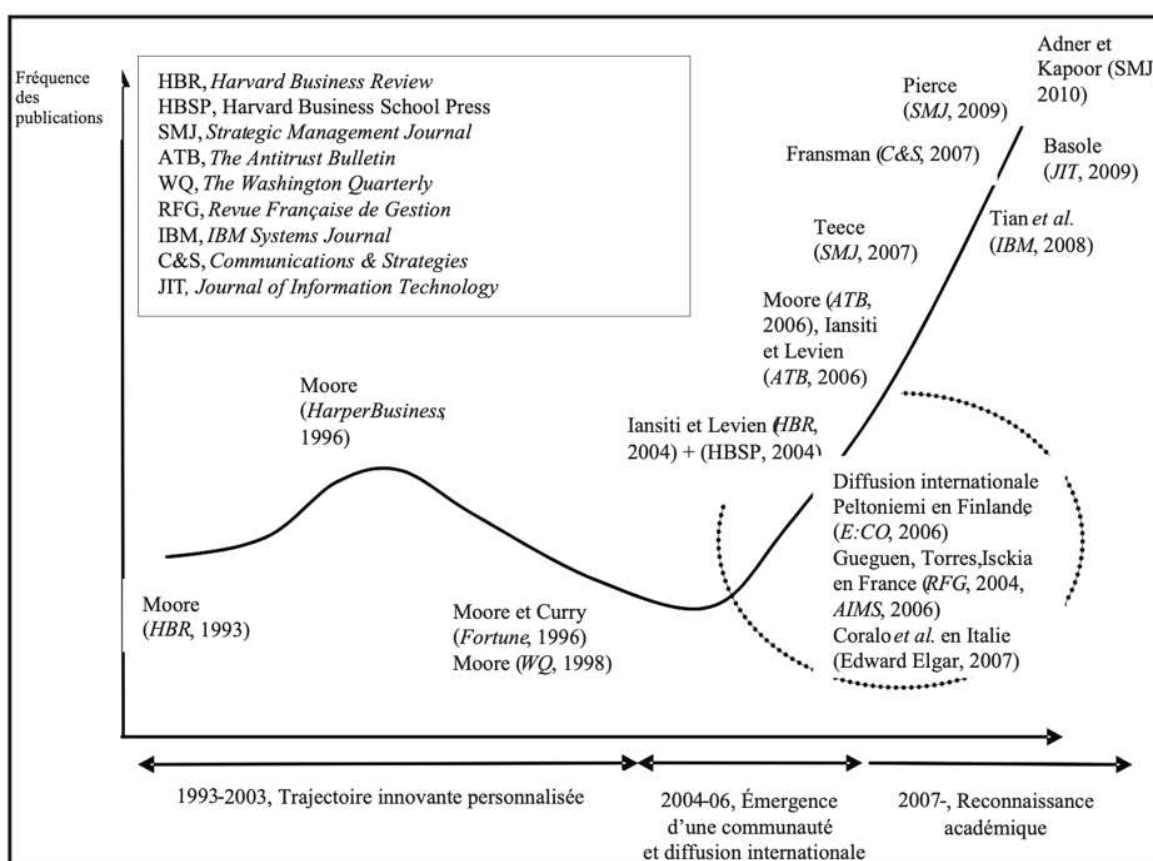 Fréquence
des
publications
HBR, Harvard Business Review
HBSP, Harvard Business School Press
SMJ, Strategic Management Journal
ATB, The Antitrust Bulletin
WQ, The Washington Quarterly
RFG, Revue Française de Gestion
IBM, IBM Systems Journal
C&S, Communications & Strategies
JIT, Journal of Information Technology
Adner et
Kapoor (SMJ
2010)
Pierce
(SMJ, 2009)
Fransman (C&S, 2007)
Basole
(JIT, 2009)
Teece
(SMJ, 2007)
Tian et al.
(IBM, 2008)
Moore (ATB,
2006), Iansiti
et Levien
(ATB, 2006)
Moore
(HarperBusiness,
1996)
Iansiti et Levien (HBR,
2004) + (HBSP, 2004)
Diffusion internationale
Peltoniemi en Finlande,
(E:CO, 2006)
Gueguen, Torres,Isckia
en France (RFG, 2004,
AIMS, 2006)
Coralo et al. en Italie
(Edward Elgar, 2007)
Moore
(HBR, 1993)
Moore et Curry
(Fortune, 1996)
Moore (WQ, 1998)
1993-2003, Trajectoire innovante personnalisée
2004-06, Émergence
d'une communauté
et diffusion internationale
2007-, Reconnaissance
académique